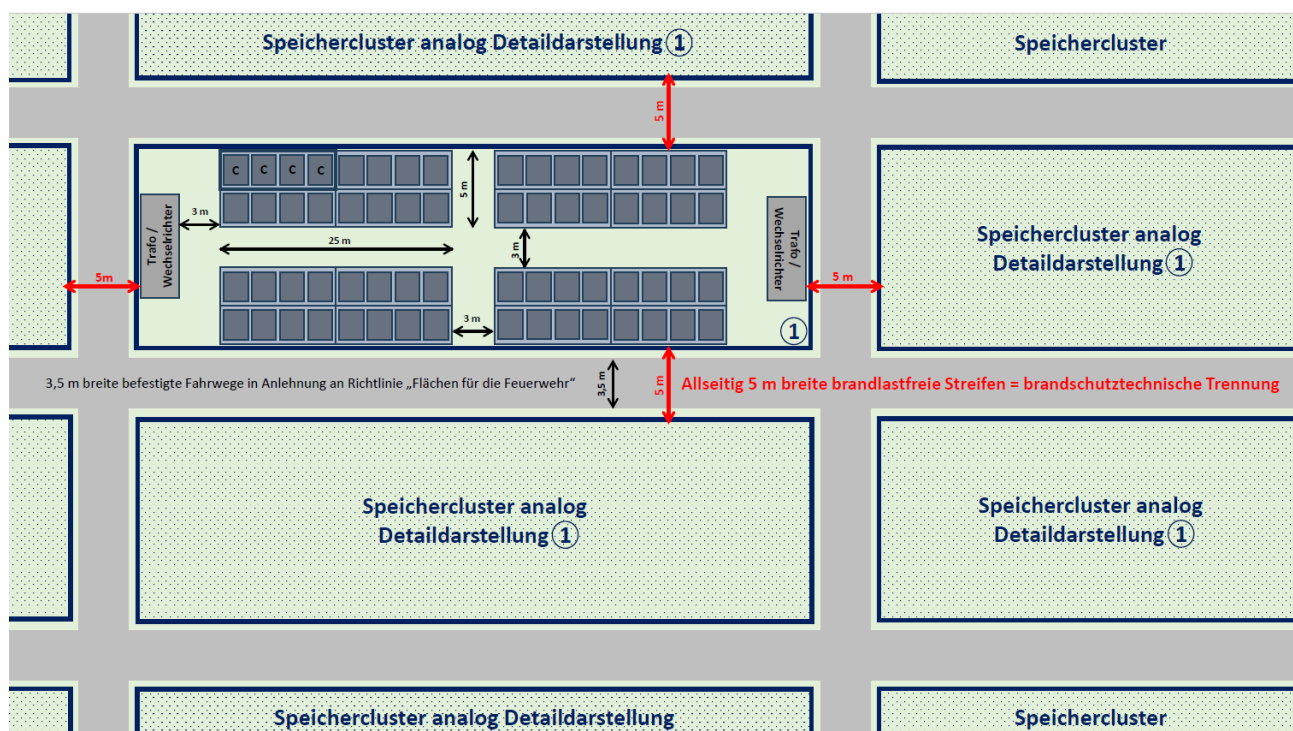 Speichercluster analog Detaildarstellung 1
Speichercluster
5 m
C C C C
5 m
Trafo /
Wechselrichter
3 m
25 m
3 m
Trafo /
Wechselrichter
Speichercluster analog
Detaildarstellung 1
5m
5 m
3 m
1
3,5 m breite befestigte Fahrwege in Anlehnung an Richtlinie „Flächen für die Feuerwehr“
3,5 m
5 m
Allseitig 5 m breite brandlastfreie Streifen = brandschutztechnische Trennung
Speichercluster analog
Detaildarstellung 1
Speichercluster analog
Detaildarstellung 1
Speichercluster analog Detaildarstellung
Speichercluster